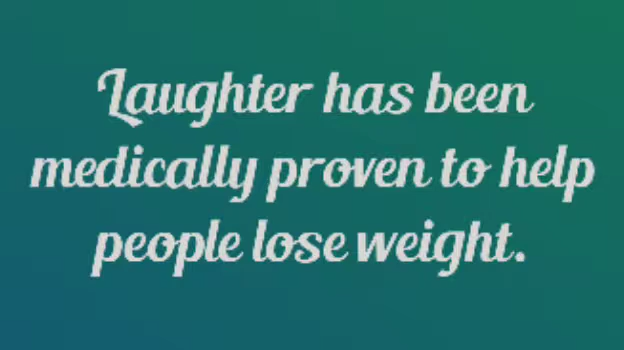 Laughter has been
medically proven to help
people lose weight.